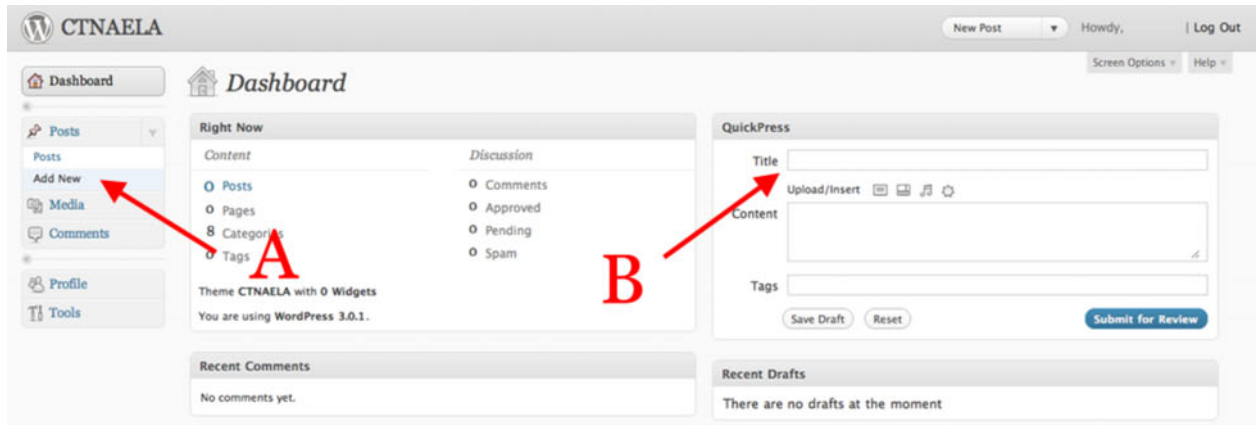 CTNAELA
New Post
Howdy,
| Log Out
Screen Options
Help
Dashboard
Posts
Posts
Add New
Media
Comments
Profile
Tools
Dashboard
Right Now
Content
Discussion
0 Posts
0 Comments
0 Pages
0 Approved
8 Categories
0 Pending
0 Tags
0 Spam
A
Theme CTNAELA with 0 Widgets
You are using WordPress 3.0.1.
Recent Comments
No comments yet.
QuickPress
Title
Upload/Insert
Content
B
Tags
Save Draft
Reset
Submit for Review
Recent Drafts
There are no drafts at the moment